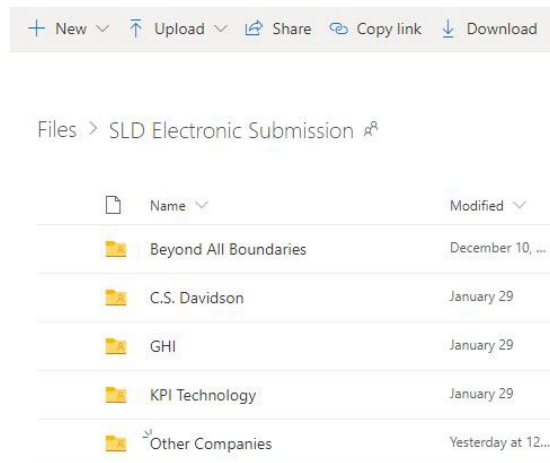 New Upload Share Copy link Download
Files > SLD Electronic Submission
Name Modified
Beyond All Boundaries December 10, ...
C.S. Davidson January 29
GHI January 29
KPI Technology January 29
Other Companies Yesterday at 12...